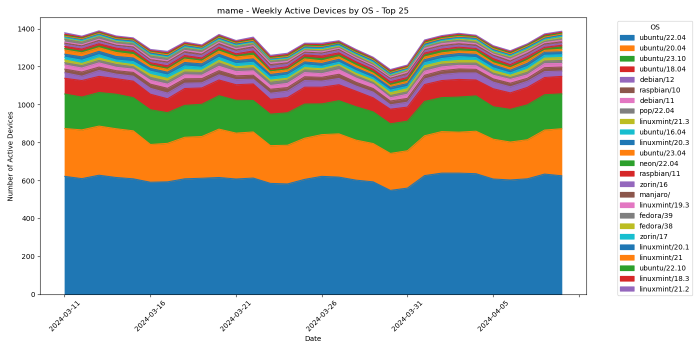 mame - Weekly Active Devices by OS - Top 25
Number of Active Devices
1400
1200
1000
800
600
400
200
0
2024-03-11
2024-03-16
2024-03-21
2024-03-26
2024-03-31
2024-04-05
Date
OS
ubuntu/22.04
ubuntu/20.04
ubuntu/23.10
ubuntu/18.04
debian/12
raspbian/10
debian/11
pop/22.04
linuxmint/21.3
ubuntu/16.04
linuxmint/20.3
ubuntu/23.04
neon/22.04
raspbian/11
zorin/16
manjaro/
linuxmint/19.3
fedora/39
fedora/38
zorin/17
linuxmint/20.1
linuxmint/21
ubuntu/22.10
linuxmint/18.3
linuxmint/21.2